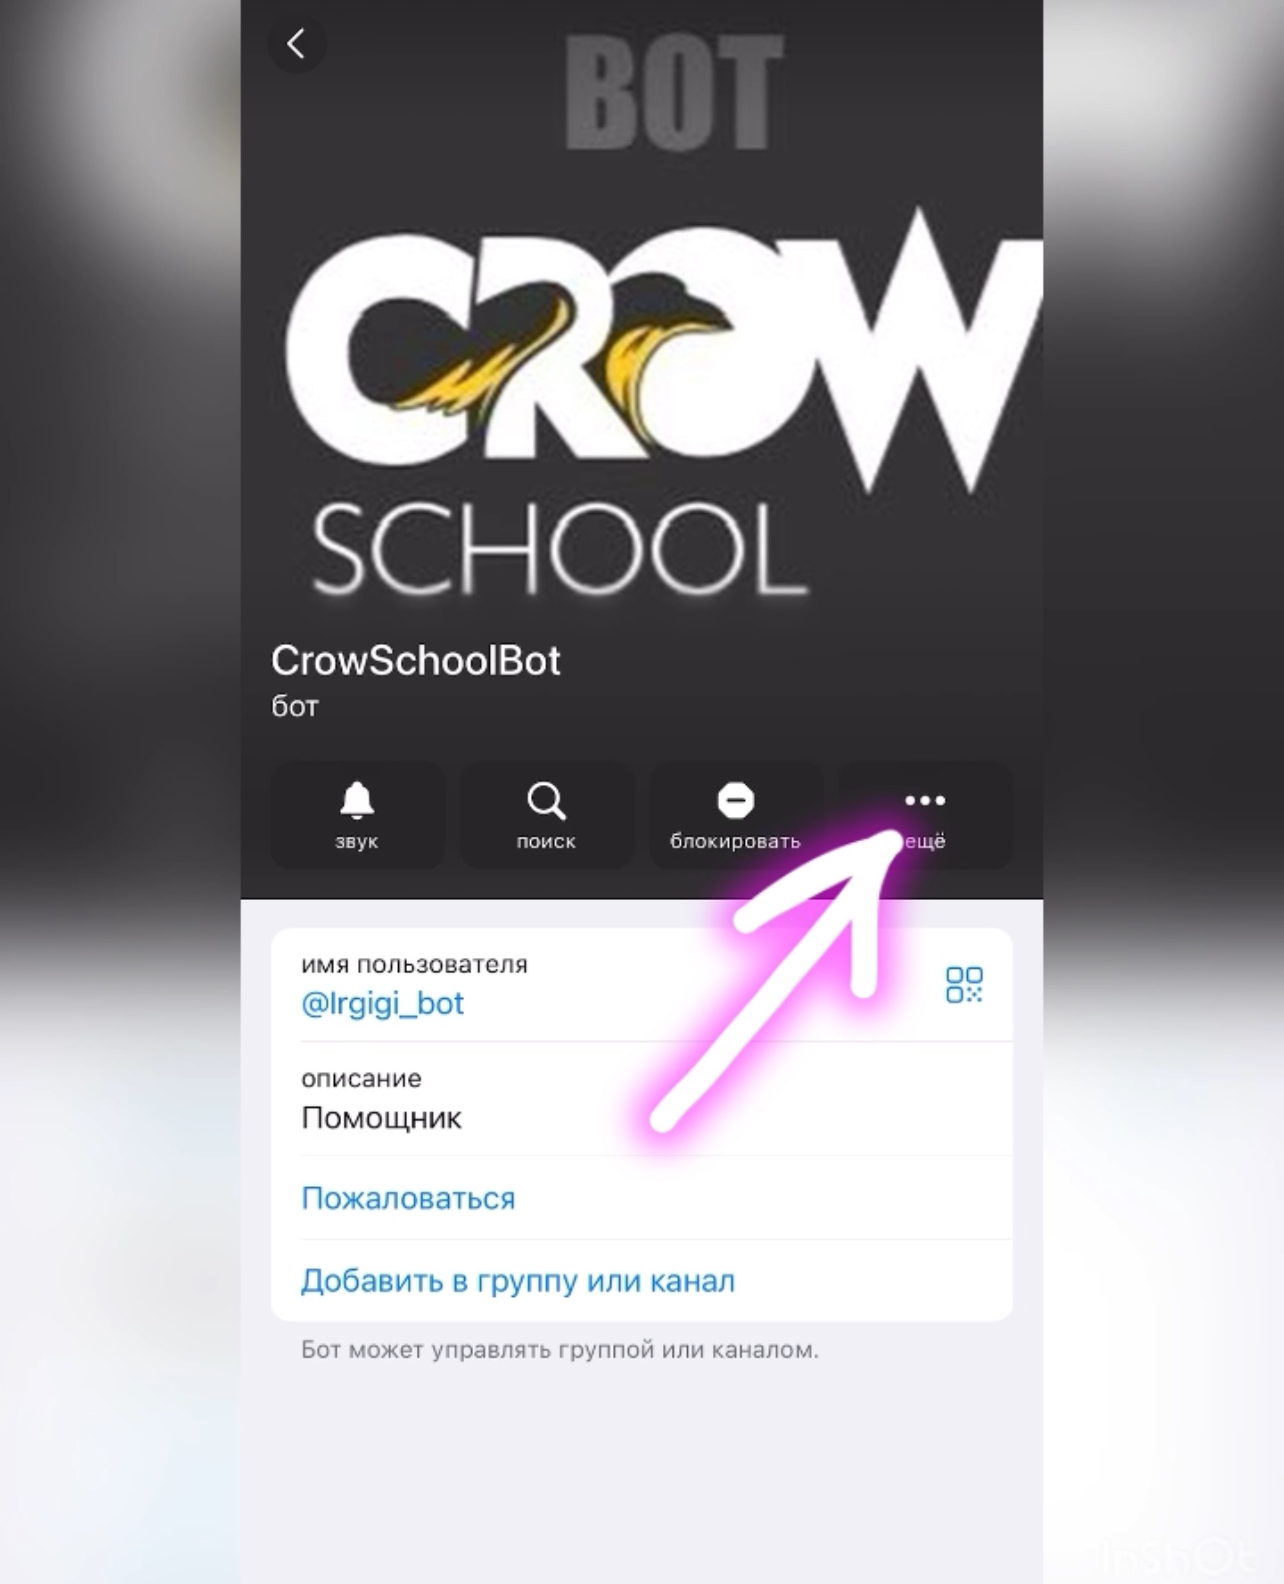 BOT
CROW
SCHOOL
CrowSchoolBot
бот
звук
поиск
блокировать
ещё
имя пользователя
@lrgigi_bot
описание
Помощник
Пожаловаться
Добавить в группу или канал
Бот может управлять группой или каналом.
InShOt